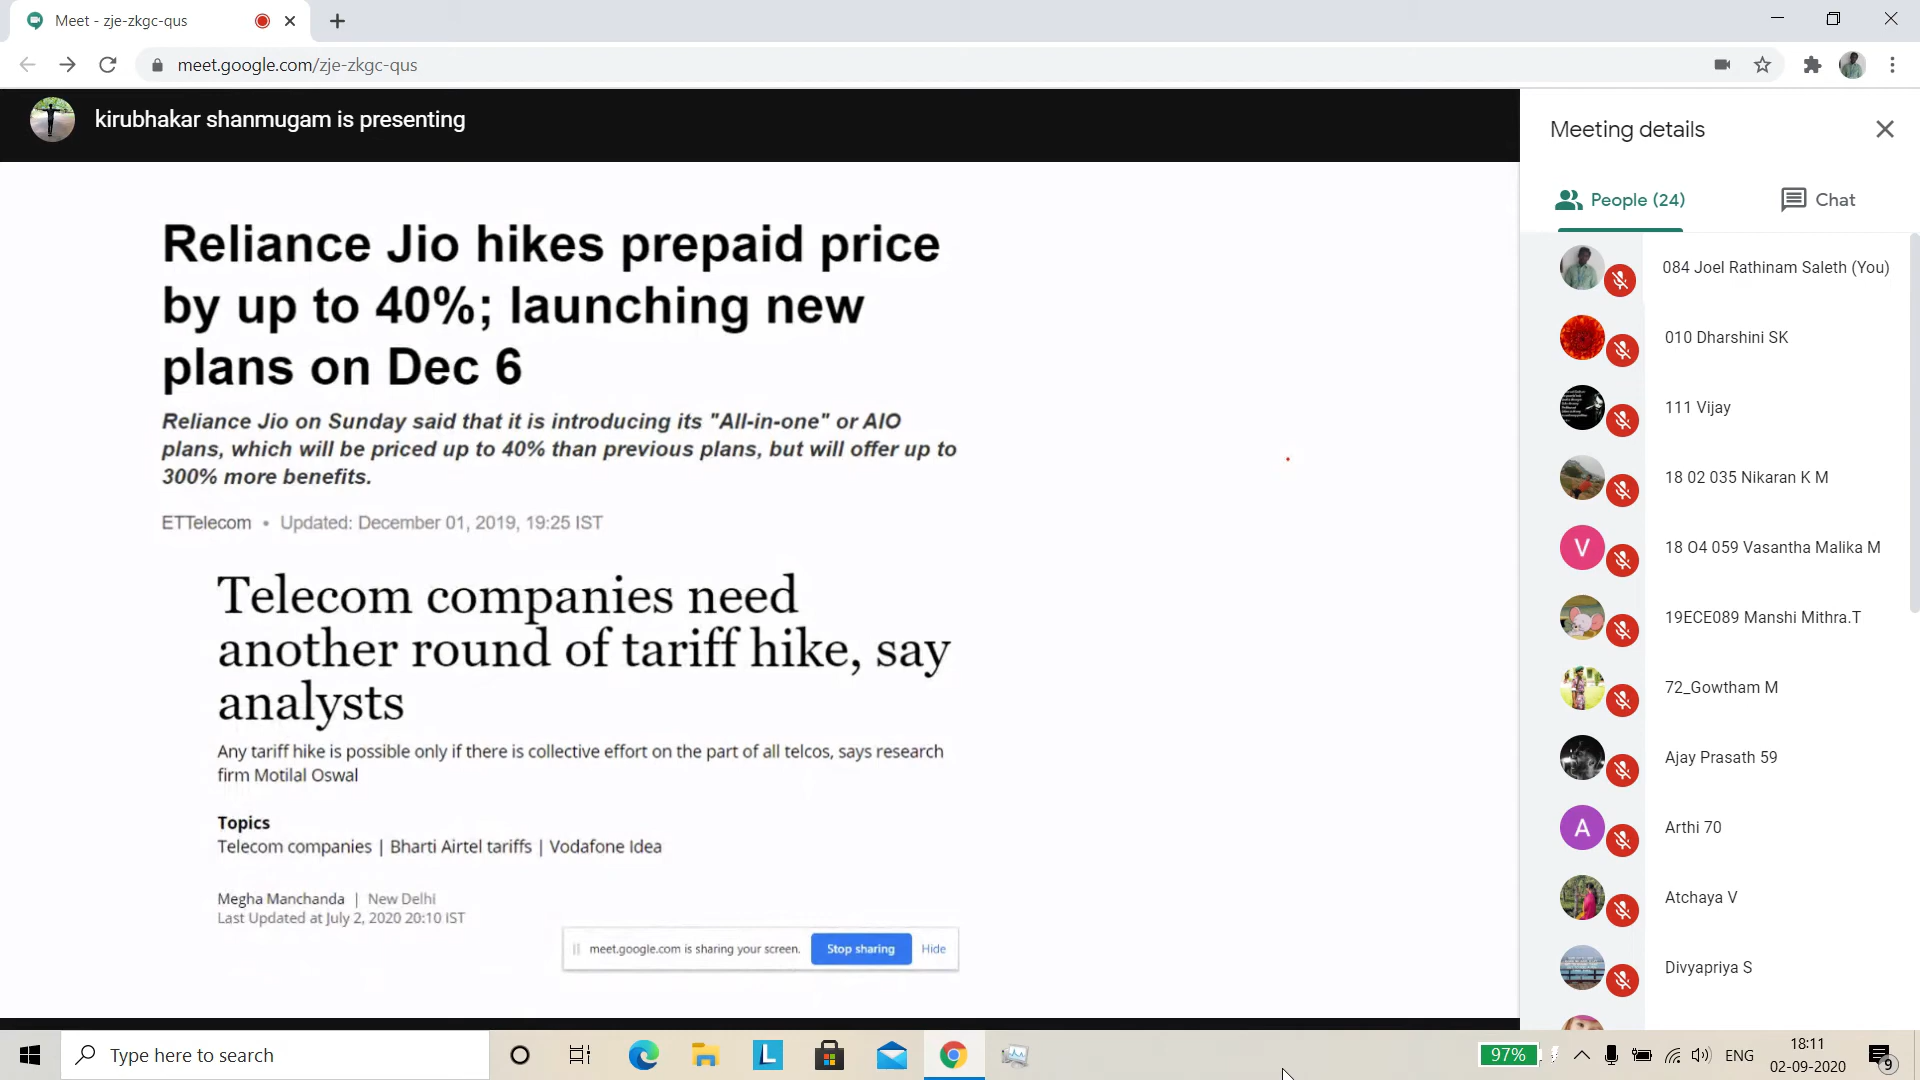 Meet - zje-zkgc-qus
meet.google.com/zje-zkgc-qus
kirubhakar shanmugam is presenting
Reliance Jio hikes prepaid price
by up to 40%; launching new
plans on Dec 6
Reliance Jio on Sunday said that it is introducing its "All-in-one" or AIO
plans, which will be priced up to 40% than previous plans, but will offer up to
300% more benefits.
ETTelecom • Updated: December 01, 2019, 19:25 IST
Telecom companies need
another round of tariff hike, say
analysts
Any tariff hike is possible only if there is collective effort on the part of all telcos, says research
firm Motilal Oswal
Topics
Telecom companies | Bharti Airtel tariffs | Vodafone Idea
Megha Manchanda | New Delhi
Last Updated at July 2, 2020 20:10 IST
meet.google.com is sharing your screen. Stop sharing Hide
Meeting details
People (24) Chat
084 Joel Rathinam Saleth (You)
010 Dharshini SK
111 Vijay
18 02 035 Nikaran K M
V 18 O4 059 Vasantha Malika M
19ECE089 Manshi Mithra.T
72_Gowtham M
Ajay Prasath 59
A Arthi 70
Atchaya V
Divyapriya S
Type here to search
L
97%
ENG
18:11
02-09-2020
9